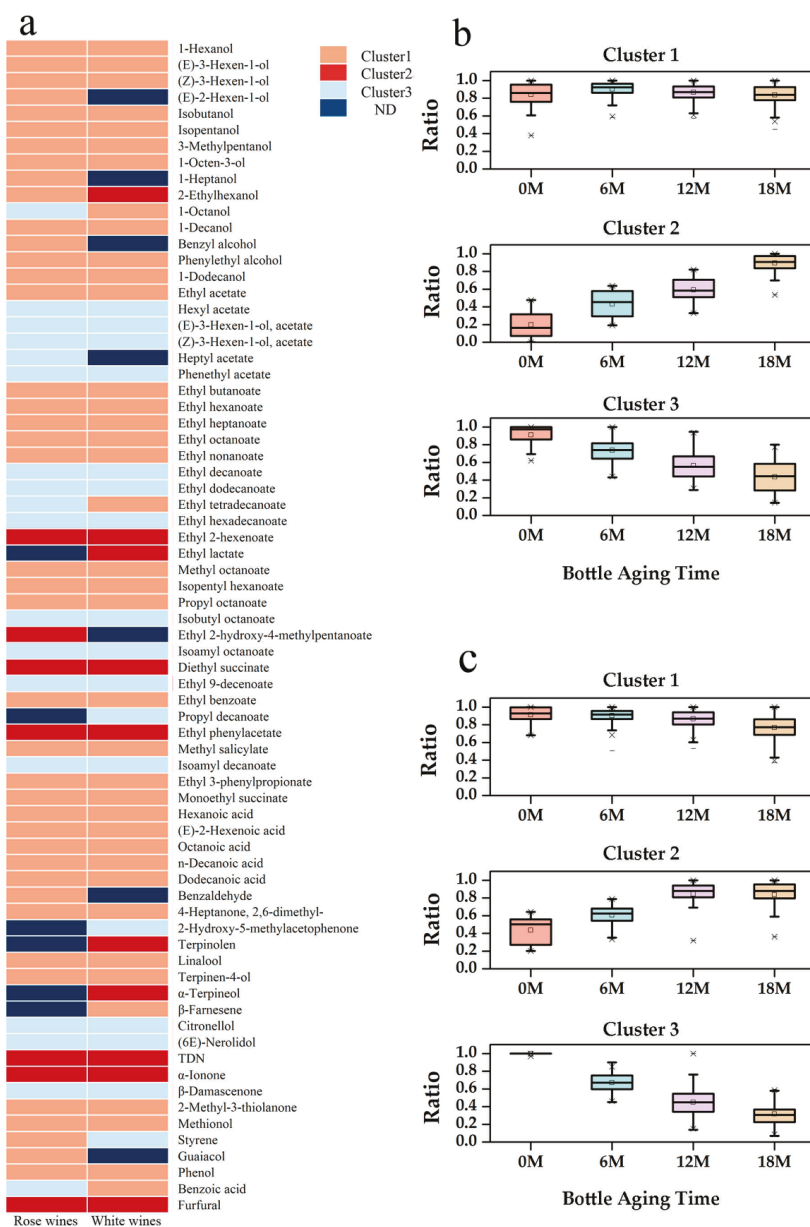 a
1-Hexanol
(E)-3-Hexen-1-ol
(Z)-3-Hexen-1-ol
(E)-2-Hexen-1-ol
Isobutanol
Isopentanol
3-Methylpentanol
1-Octen-3-ol
1-Heptanol
2-Ethylhexanol
1-Octanol
1-Decanol
Benzyl alcohol
Phenylethyl alcohol
1-Dodecanol
Ethyl acetate
Hexyl acetate
(E)-3-Hexen-1-ol, acetate
(Z)-3-Hexen-1-ol, acetate
Heptyl acetate
Phenethyl acetate
Ethyl butanoate
Ethyl hexanoate
Ethyl heptanoate
Ethyl octanoate
Ethyl nonanoate
Ethyl decanoate
Ethyl dodecanoate
Ethyl tetradecanoate
Ethyl hexadecanoate
Ethyl 2-hexenoate
Ethyl lactate
Methyl octanoate
Isopentyl hexanoate
Propyl octanoate
Isobutyl octanoate
Ethyl 2-hydroxy-4-methylpentanoate
Isoamyl octanoate
Diethyl succinate
Ethyl 9-decenoate
Ethyl benzoate
Propyl decanoate
Ethyl phenylacetate
Methyl salicylate
Isoamyl decanoate
Ethyl 3-phenylpropionate
Monoethyl succinate
Hexanoic acid
(E)-2-Hexenoic acid
Octanoic acid
n-Decanoic acid
Dodecanoic acid
Benzaldehyde
4-Heptanone, 2,6-dimethyl-
2-Hydroxy-5-methylacetophenone
Terpinolen
Linalool
Terpinen-4-ol
α-Terpineol
β-Farnesene
Citronellol
(6E)-Nerolidol
TDN
α-Ionone
β-Damascenone
2-Methyl-3-thiolanone
Methionol
Styrene
Guaiacol
Phenol
Benzoic acid
Furfural
Rose wines White wines
Cluster1
Cluster2
Cluster3
ND
b
Cluster 1
Ratio
1.0
0.8
0.6
0.4
0.2
0.0
0M 6M 12M 18M
Cluster 2
Ratio
1.0
0.8
0.6
0.4
0.2
0.0
0M 6M 12M 18M
Cluster 3
Ratio
1.0
0.8
0.6
0.4
0.2
0.0
0M 6M 12M 18M
Bottle Aging Time
c
Cluster 1
Ratio
1.0
0.8
0.6
0.4
0.2
0.0
0M 6M 12M 18M
Cluster 2
Ratio
1.0
0.8
0.6
0.4
0.2
0.0
0M 6M 12M 18M
Cluster 3
Ratio
1.0
0.8
0.6
0.4
0.2
0.0
0M 6M 12M 18M
Bottle Aging Time